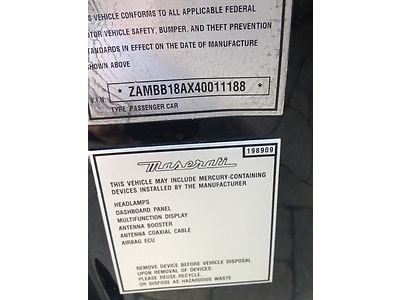 S VEHICLE CONFORMS TO ALL APPLICABLE FEDERAL
OTOR VEHICLE SAFETY, BUMPER, AND THEFT PREVENTION
STANDARDS IN EFFECT ON THE DATE OF MANUFACTURE
SHOWN ABOVE
V I N * ZAMBB18AX40011188 *
TYPE: PASSENGER CAR
198909
Maserati
THIS VEHICLE MAY INCLUDE MERCURY-CONTAINING
DEVICES INSTALLED BY THE MANUFACTURER
HEADLAMPS
DASHBOARD PANEL
MULTIFUNCTION DISPLAY
ANTENNA BOOSTER
ANTENNA COAXIAL CABLE
AIRBAG ECU
REMOVE DEVICE BEFORE VEHICLE DISPOSAL
UPON REMOVAL OF DEVICES:
PLEASE REUSE, RECYCLE,
OR DISPOSE AS HAZARDOUS WASTE